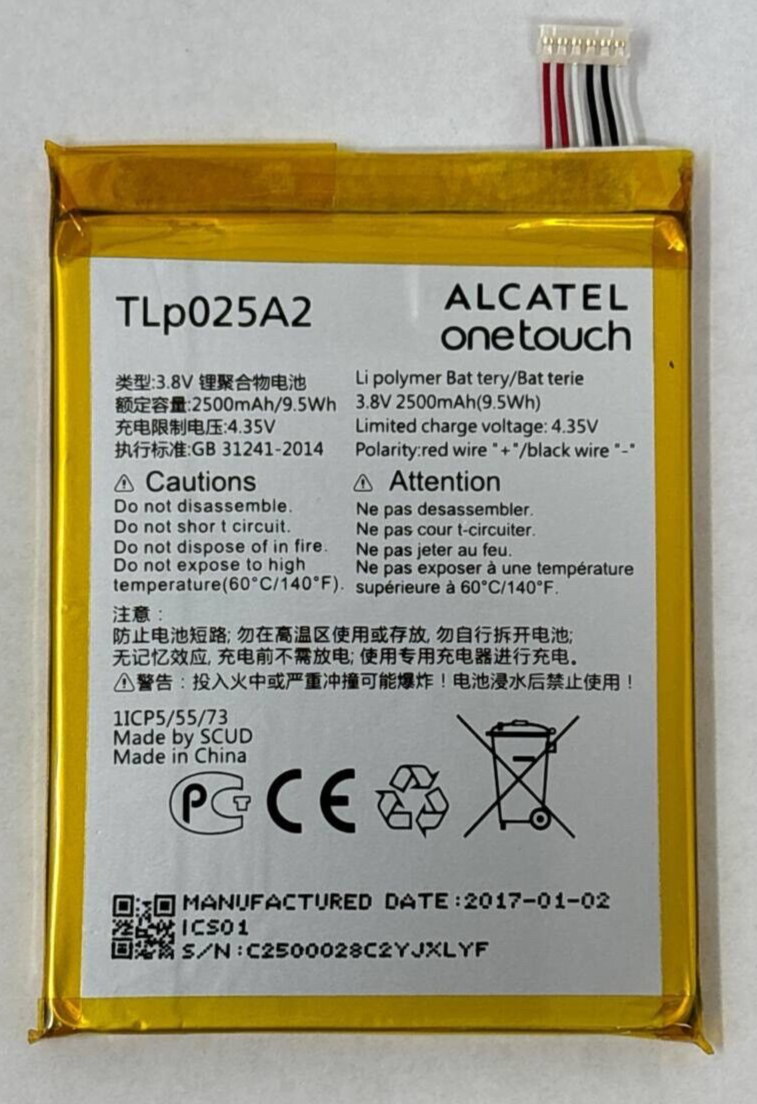 TLp025A2
ALCATEL
onetouch
类型:3.8V 锂聚合物电池
额定容量:2500mAh/9.5Wh
充电限制电压:4.35V
执行标准:GB 31241-2014
Li polymer Bat tery/Bat terie
3.8V 2500mAh(9.5Wh)
Limited charge voltage: 4.35V
Polarity:red wire "+"/black wire "-"
Cautions
Do not disassemble.
Do not shor t circuit.
Do not dispose of in fire.
Do not expose to high
temperature(60°C/140°F).
Attention
Ne pas desassembler.
Ne pas cour t-circuiter.
Ne pas jeter au feu.
Ne pas exposer à une température
supérieure à 60°C/140°F.
注意：
防止电池短路; 勿在高温区使用或存放, 勿自行拆开电池;
无记忆效应, 充电前不需放电; 使用专用充电器进行充电。
警告：投入火中或严重冲撞可能爆炸！电池浸水后禁止使用！
1ICP5/55/73
Made by SCUD
Made in China
PCT CE
MANUFACTURED DATE:2017-01-02
ICS01
S/N:C2500028C2YJXLYF